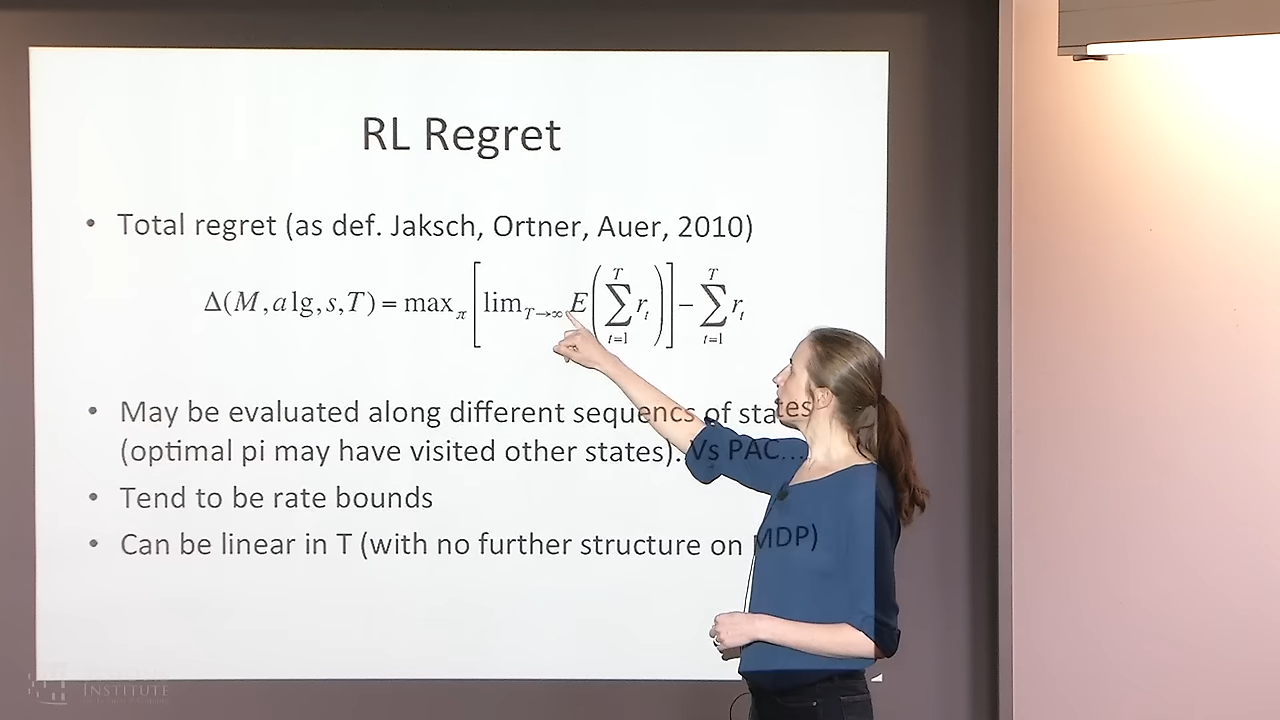 RL Regret
• Total regret (as def. Jaksch, Ortner, Auer, 2010)
Δ(M,alg,s,T) = max_π [lim_{T→∞} E(∑_{t=1}^{T} r_t)] − ∑_{t=1}^{T} r_t
• May be evaluated along different sequencs of states
(optimal pi may have visited other states). Vs PAC...
• Tend to be rate bounds
• Can be linear in T (with no further structure on MDP)
INSTITUTE